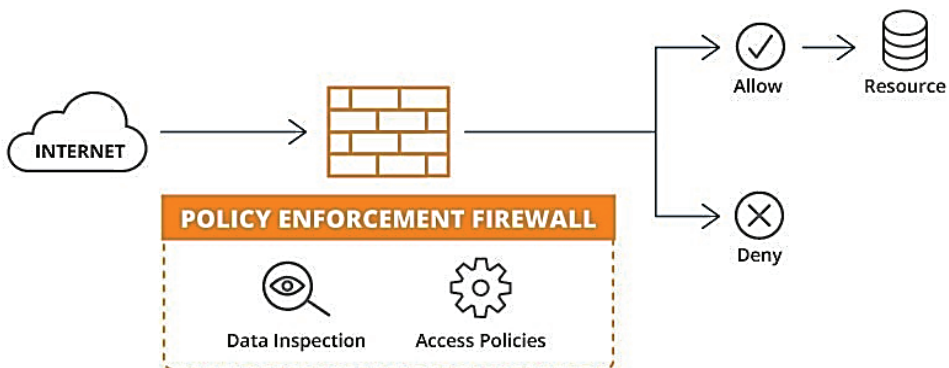 INTERNET
Allow
Resource
POLICY ENFORCEMENT FIREWALL
Deny
Data Inspection
Access Policies